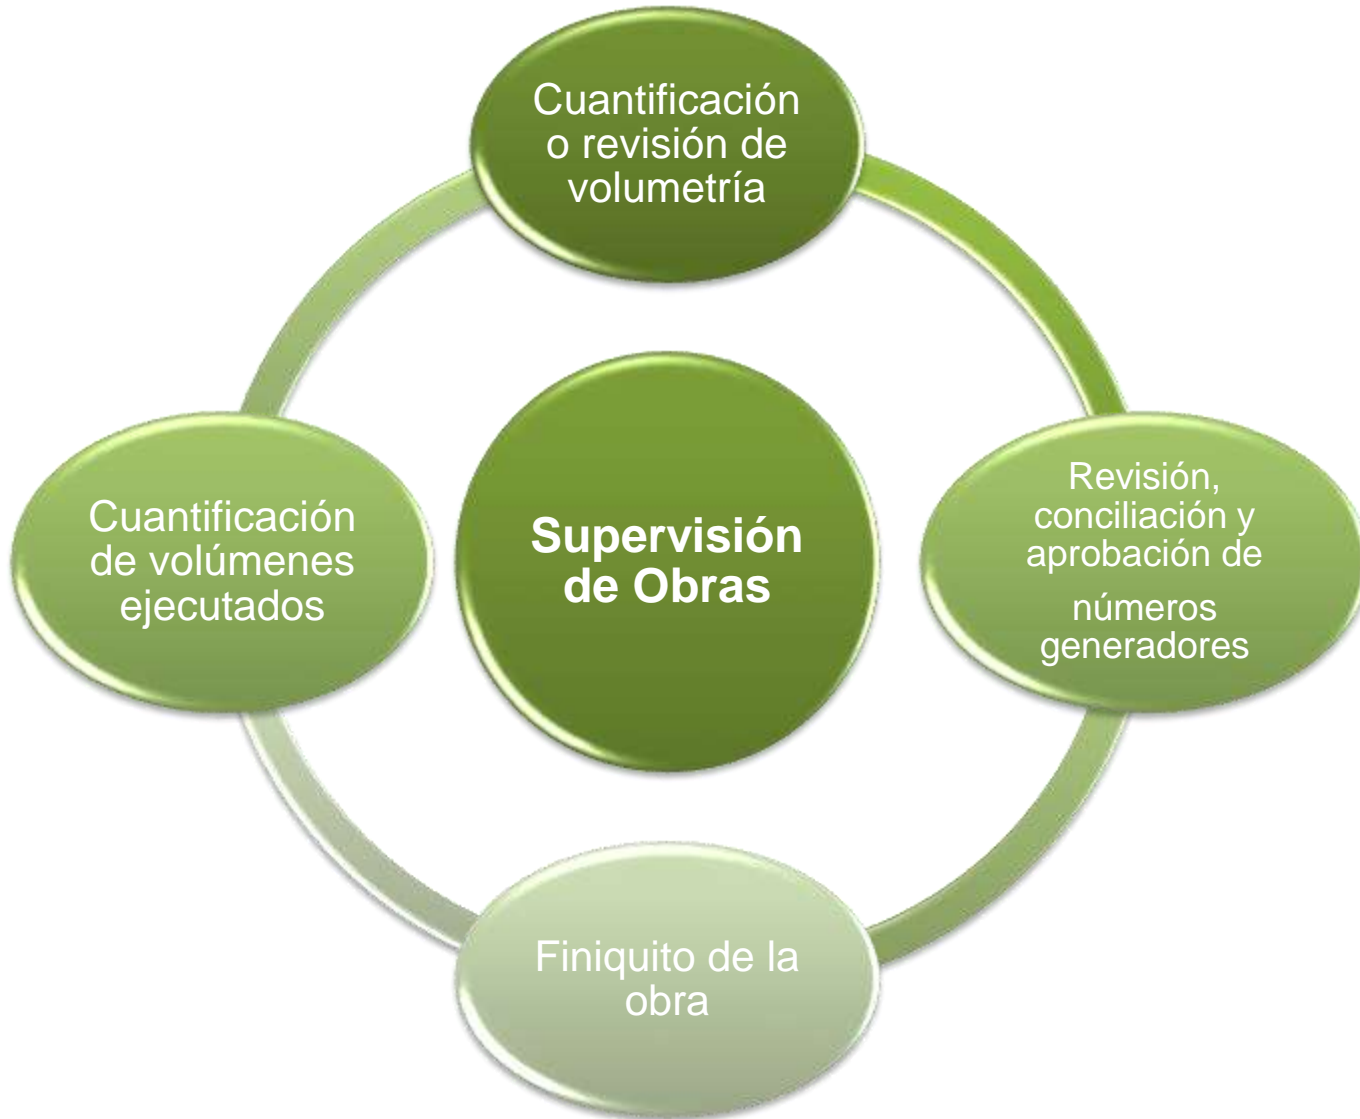 Cuantificación
o revisión de
volumetría
Cuantificación
de volúmenes
ejecutados
Supervisión
de Obras
Revisión,
conciliación y
aprobación de
números
generadores
Finiquito de la
obra